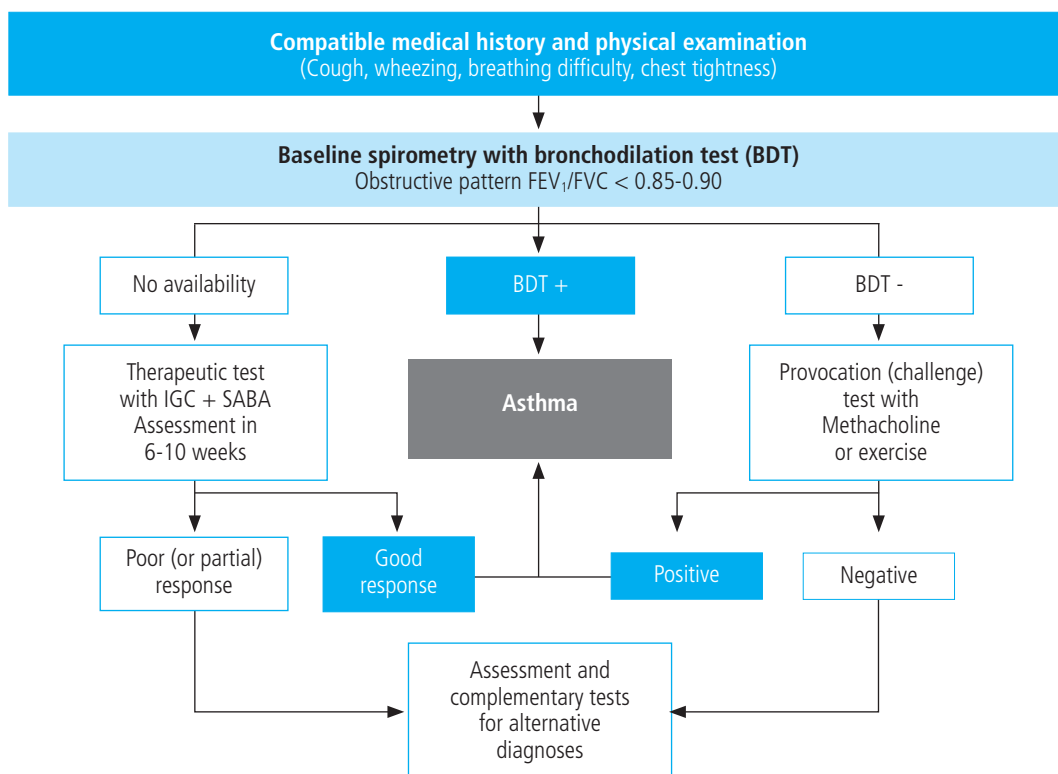 Compatible medical history and physical examination
(Cough, wheezing, breathing difficulty, chest tightness)
Baseline spirometry with bronchodilation test (BDT)
Obstructive pattern FEV₁/FVC < 0.85-0.90
No availability
BDT +
BDT -
Therapeutic test
with IGC + SABA
Assessment in
6-10 weeks
Asthma
Provocation (challenge)
test with
Methacholine
or exercise
Poor (or partial)
response
Good
response
Positive
Negative
Assessment and
complementary tests
for alternative
diagnoses